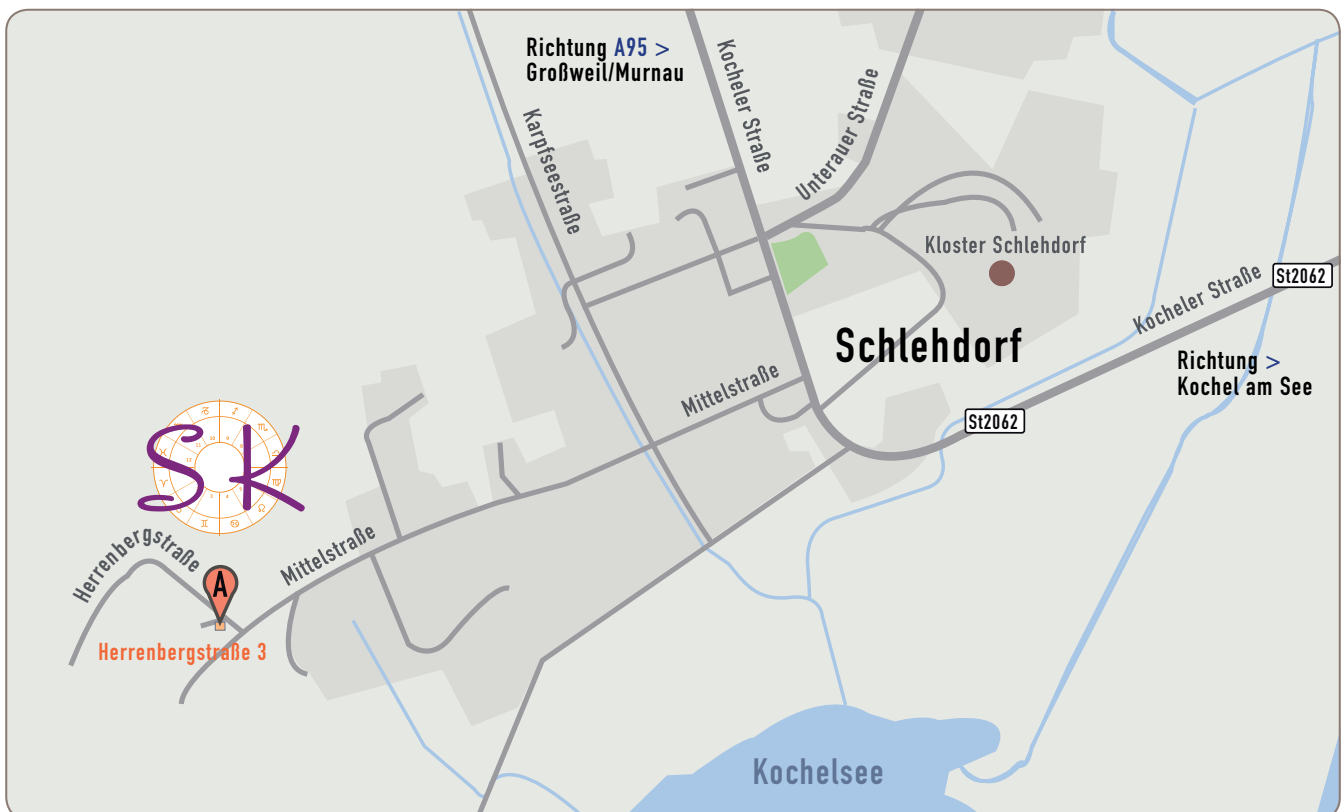 Richtung A95 >
Großweil/Murnau
Kocheler Straße
Unterauer Straße
Karpfseestraße
Kloster Schlehdorf
Kocheler Straße
St2062
Schlehdorf
Richtung >
Kochel am See
Mittelstraße
St2062
SK
Herrenbergstraße
Mittelstraße
A
Herrenbergstraße 3
Kochelsee